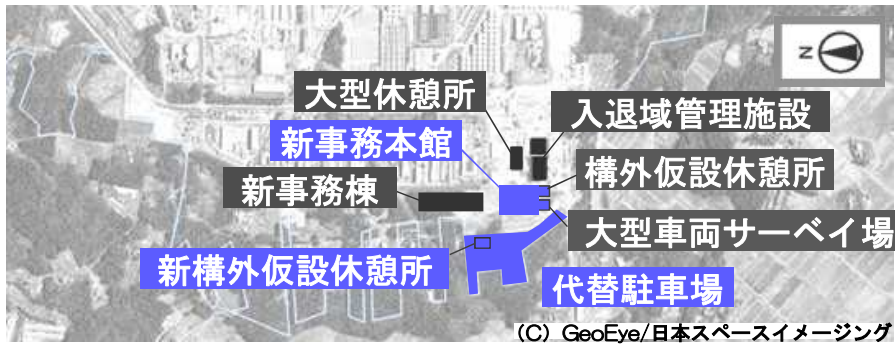 N
大型休憩所
入退域管理施設
新事務本館
構外仮設休憩所
新事務棟
大型車両サーベイ場
新構外仮設休憩所
代替駐車場
(C) GeoEye/日本スペースイメージング